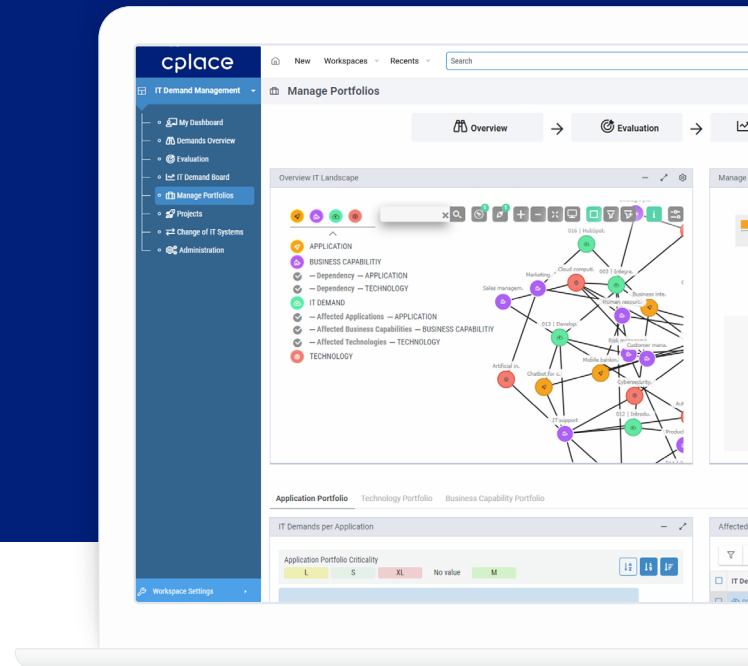 cplace
New Workspaces Recents Search
IT Demand Management
Manage Portfolios
My Dashboard
Demands Overview
Evaluation
IT Demand Board
Manage Portfolios
Projects
Change of IT Systems
Administration
Workspace Settings
Overview
Evaluation
Overview IT Landscape
Manage
APPLICATION
BUSINESS CAPABILITIY
— Dependency — APPLICATION
— Dependency — TECHNOLOGY
IT DEMAND
— Affected Applications — APPLICATION
— Affected Business Capabilities — BUSINESS CAPABILITIY
— Affected Technologies — TECHNOLOGY
TECHNOLOGY
016 | HubSpot.
Marketing
Cloud computi.
003 | Integra.
Sales managem.
Business inte.
Human resourc.
013 | Develop.
Customer mana.
Mobile bankin.
Artificial in.
Chatbot for c.
Cybersecurity.
012 | Introdu.
IT support
Product
Application Portfolio Technology Portfolio Business Capability Portfolio
IT Demands per Application
Affected
Application Portfolio Criticality
L S XL No value M
IT De